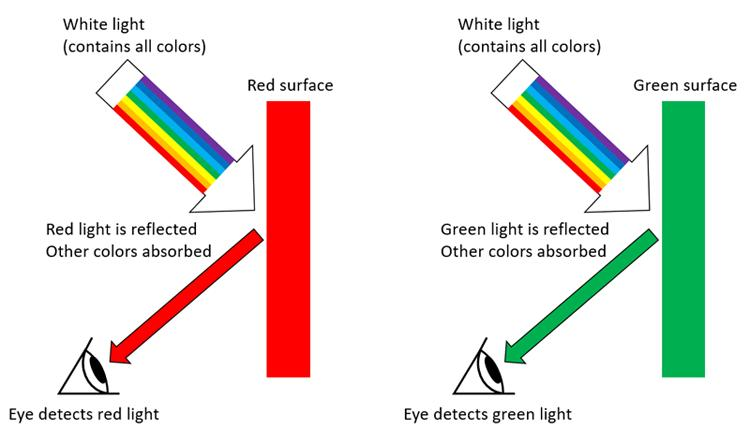 White light
(contains all colors)
Red surface
Red light is reflected
Other colors absorbed
Eye detects red light
White light
(contains all colors)
Green surface
Green light is reflected
Other colors absorbed
Eye detects green light